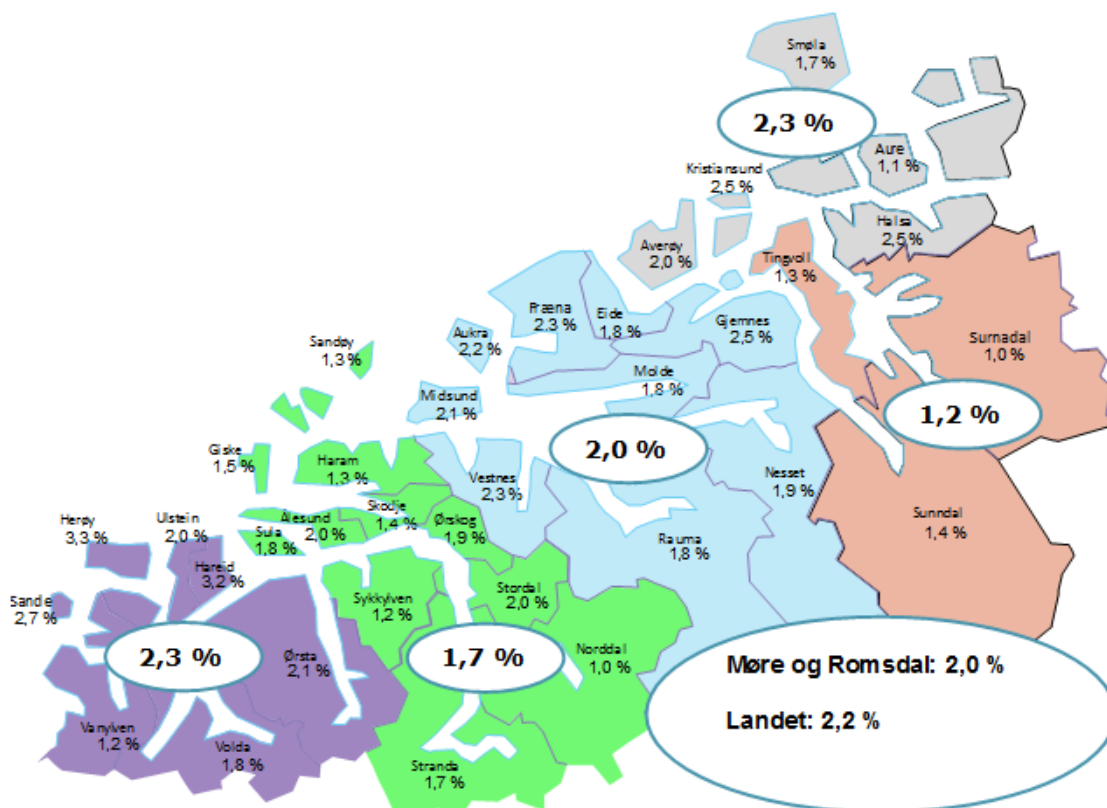 Smøla
1,7 %
2,3 %
Aure
1,1 %
Kristiansund
2,5 %
Halsa
2,5 %
Averøy
2,0 %
Tingvoll
1,3 %
Fræna
2.3 %
Eide
1,8 %
Gjemnes
2,5 %
Aukra
2,2 %
Surnadal
1,0 %
Sandøy
1,3 %
Molde
1,8 %
Midsund
2,1 %
1,2 %
2,0 %
Giske
1,5 %
Haram
1,3 %
Vestnes
2,3 %
Nesset
1,9 %
Skodje
1,4 %
Ørskog
1,9 %
Ålesund
2,0 %
Sula
1,8 %
Herøy
3,3 %
Ulstein
2,0 %
Hareid
3,2 %
Rauma
1,8 %
Sunndal
1,4 %
Sande
2,7 %
Sykkylven
1,2 %
Stordal
2,0 %
2,3 %
Ørsta
2,1 %
1,7 %
Norddal
1,0 %
Vanylven
1,2 %
Volda
1,8 %
Stranda
1,7 %
Møre og Romsdal: 2,0 %
Landet: 2,2 %